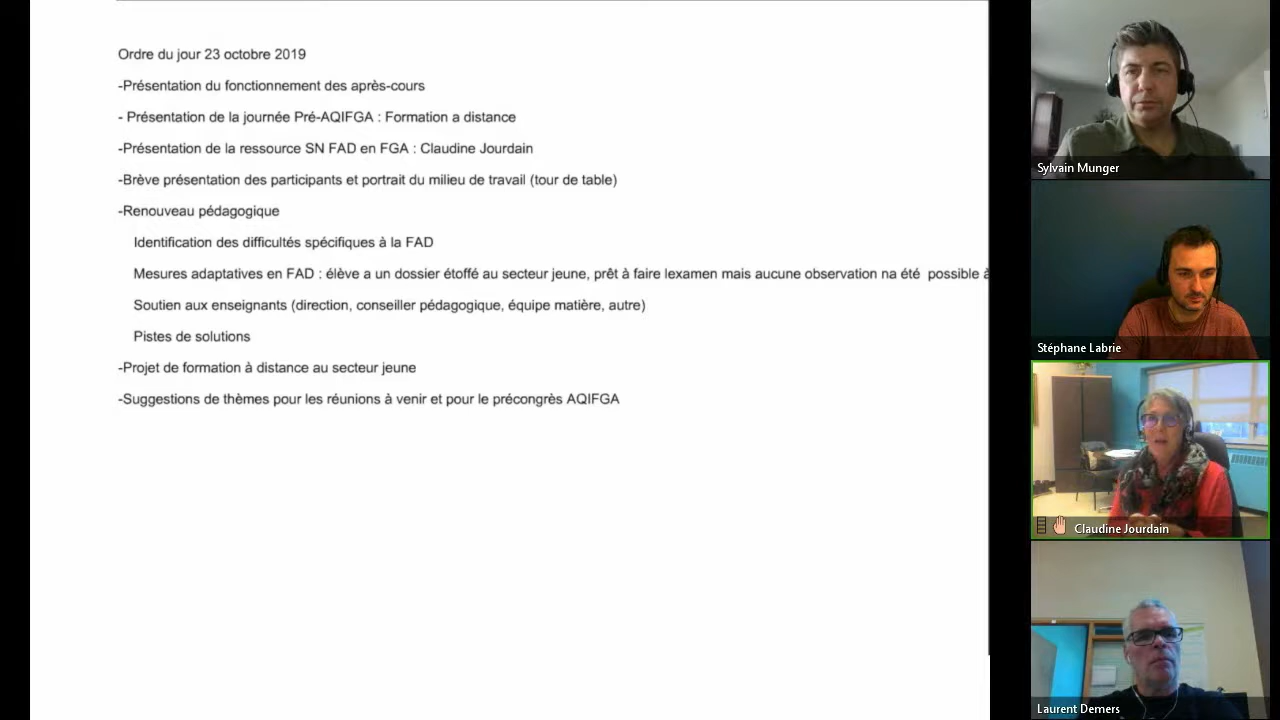 Ordre du jour 23 octobre 2019
-Présentation du fonctionnement des après-cours
- Présentation de la journée Pré-AQIFGA : Formation a distance
-Présentation de la ressource SN FAD en FGA : Claudine Jourdain
-Brève présentation des participants et portrait du milieu de travail (tour de table)
-Renouveau pédagogique
Identification des difficultés spécifiques à la FAD
Mesures adaptatives en FAD : élève a un dossier étoffé au secteur jeune, prêt à faire lexamen mais aucune observation na été possible à
Soutien aux enseignants (direction, conseiller pédagogique, équipe matière, autre)
Pistes de solutions
-Projet de formation à distance au secteur jeune
-Suggestions de thèmes pour les réunions à venir et pour le précongrès AQIFGA
Sylvain Munger
Stéphane Labrie
Claudine Jourdain
Laurent Demers